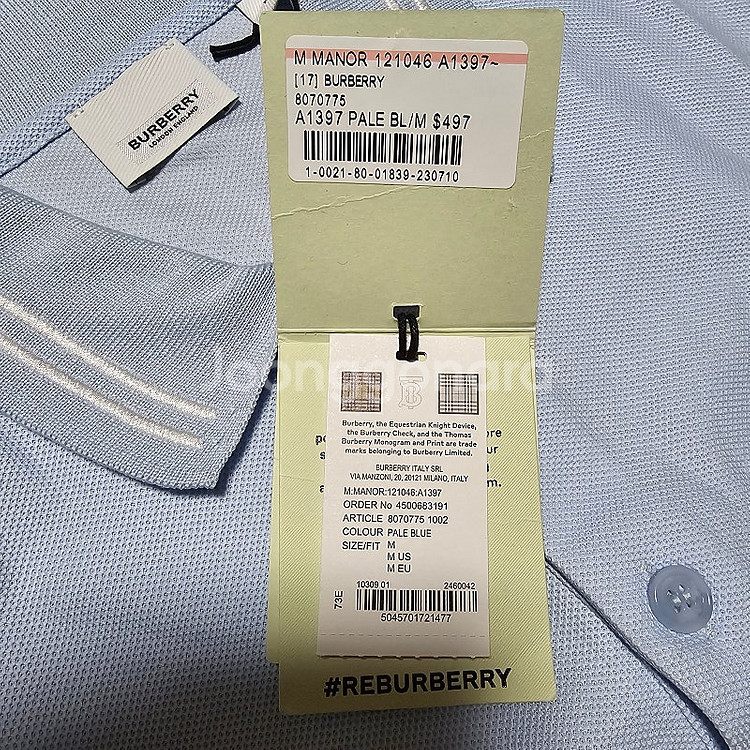 M MANOR 121046 A1397~
[17] BURBERRY
8070775
A1397 PALE BL/M $497
1-0021-80-01839-230710
BURBERRY
LONDON ENGLAND
joonggonara
Burberry, the Equestrian Knight Device,
the Burberry Check, and the Thomas
Burberry Monogram and Print are trade
marks belonging to Burberry Limited.
BURBERRY ITALY SRL
VIA MANZONI, 20, 20121 MILANO, ITALY
M:MANOR:121046:A1397
ORDER No 4500683191
ARTICLE 8070775 1002
COLOUR PALE BLUE
SIZE/FIT M
M US
M EU
10309 01 2460042
73E
5045701721477
#REBURBERRY